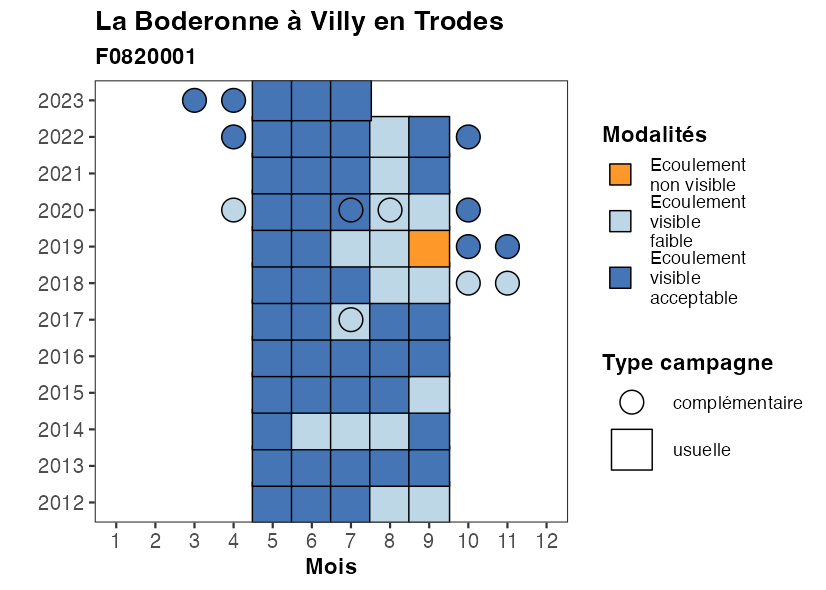 La Boderonne à Villy en Trodes
F0820001
2023
2022
2021
2020
2019
2018
2017
2016
2015
2014
2013
2012
1 2 3 4 5 6 7 8 9 10 11 12
Mois
Modalités
Ecoulement
non visible
Ecoulement
visible
faible
Ecoulement
visible
acceptable
Type campagne
complémentaire
usuelle